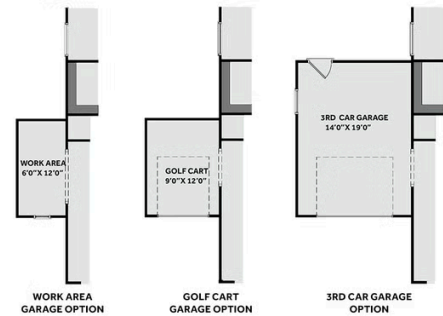 WORK AREA
6'0"X 12'0"
GOLF CART
9'0"X 12'0"
3RD CAR GARAGE
14'0"X 19'0"
WORK AREA
GARAGE OPTION
GOLF CART
GARAGE OPTION
3RD CAR GARAGE
OPTION